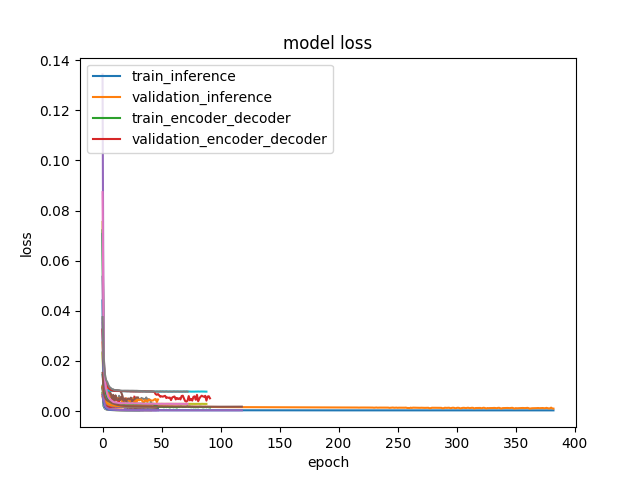 model loss
train_inference
validation_inference
train_encoder_decoder
validation_encoder_decoder
loss
0.14
0.12
0.10
0.08
0.06
0.04
0.02
0.00
0 50 100 150 200 250 300 350 400
epoch